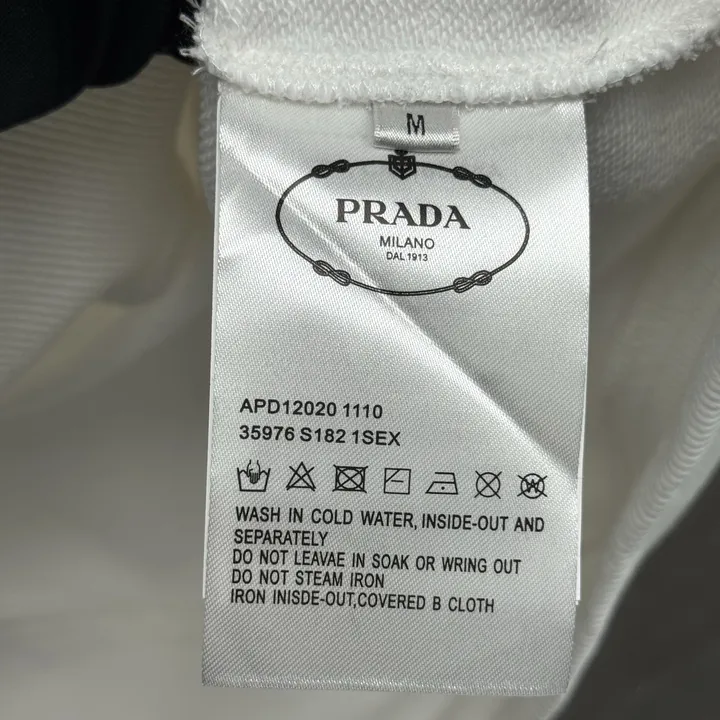 M
PRADA
MILANO
DAL 1913
APD12020 1110
35976 S182 1SEX
WASH IN COLD WATER, INSIDE-OUT AND
SEPARATELY
DO NOT LEAVAE IN SOAK OR WRING OUT
DO NOT STEAM IRON
IRON INISDE-OUT,COVERED B CLOTH